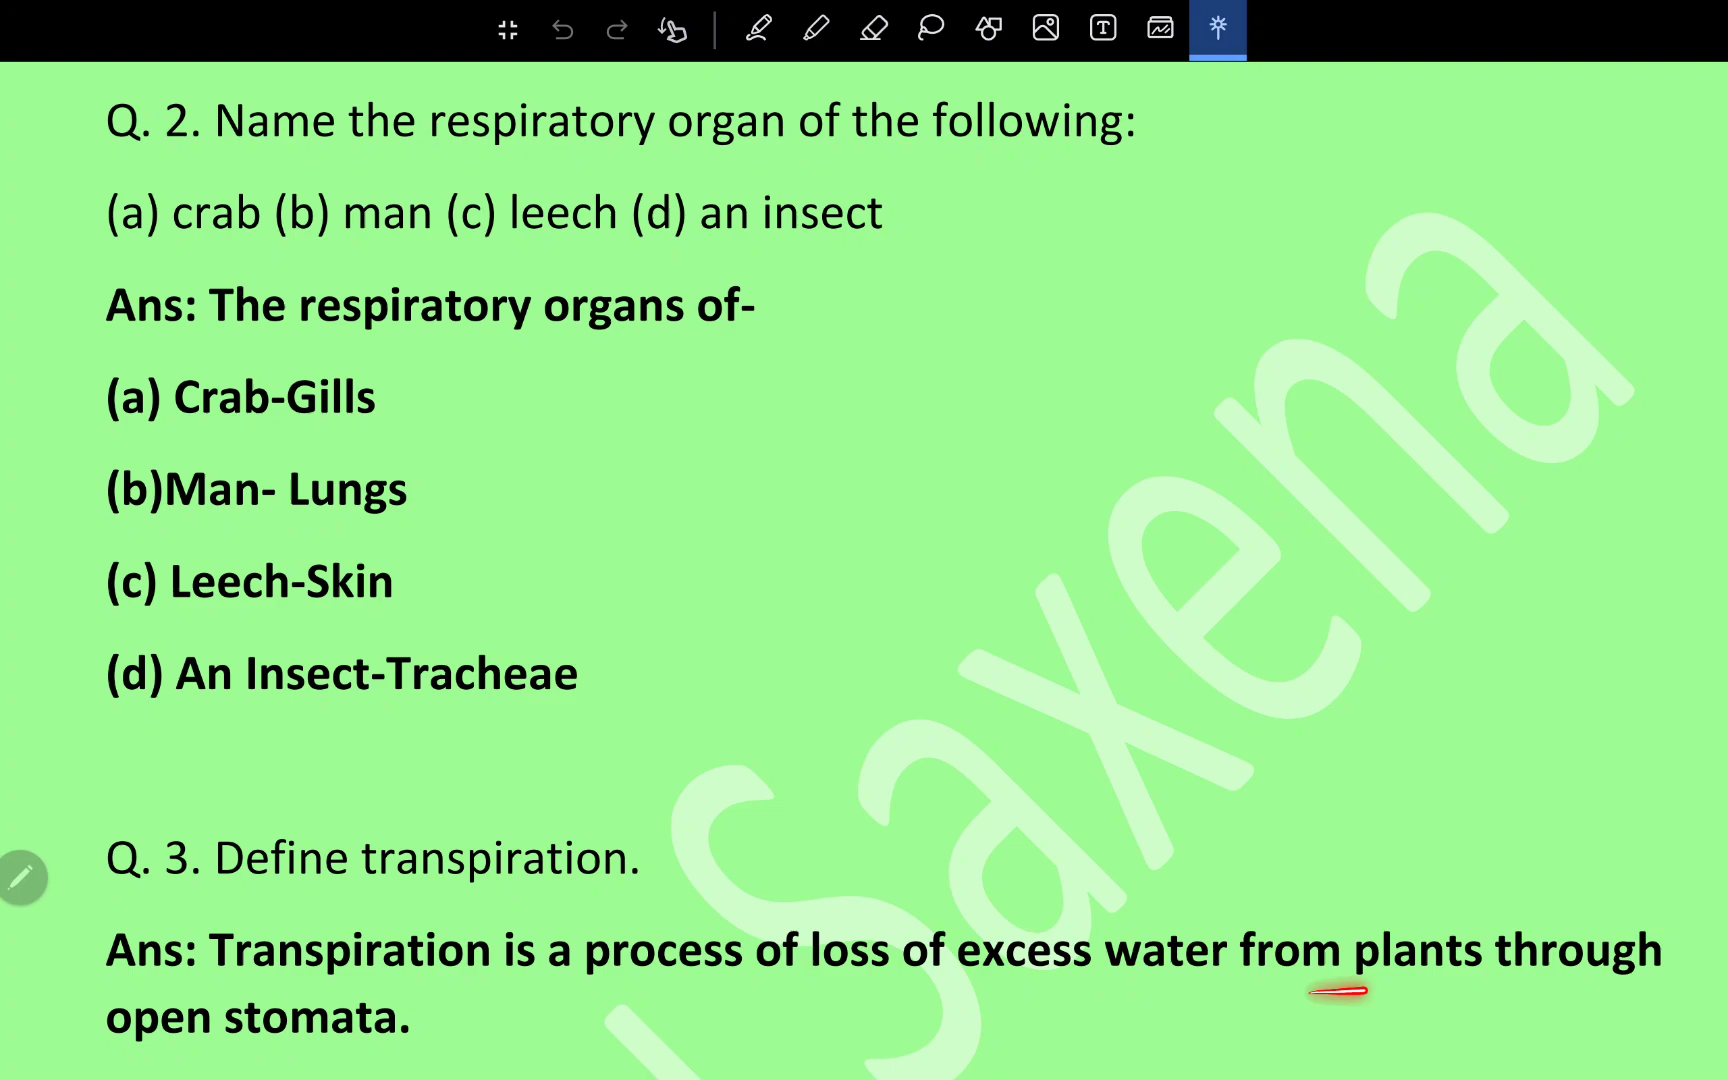 Q. 2. Name the respiratory organ of the following:
(a) crab (b) man (c) leech (d) an insect
Ans: The respiratory organs of-
(a) Crab-Gills
(b)Man- Lungs
(c) Leech-Skin
(d) An Insect-Tracheae
Q. 3. Define transpiration.
Ans: Transpiration is a process of loss of excess water from plants through
open stomata.
Saxena